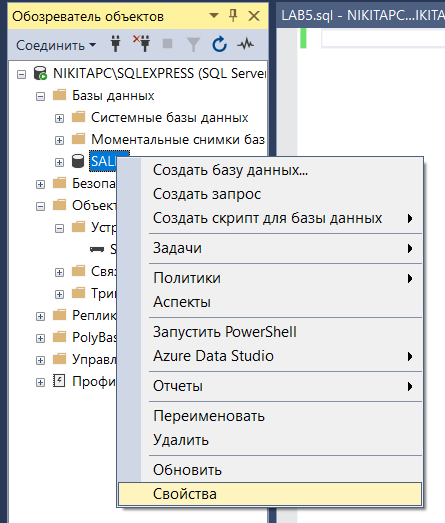 Обозреватель объектов
LAB5.sql - NIKITAPC...IKITA
Соединить
NIKITAPC\SQLEXPRESS (SQL Server
Базы данных
Системные базы данных
Моментальные снимки баз
SAL
Безопа
Объект
Устр
S
Связ
Три
Реплик
PolyBas
Управл
Профи
Создать базу данных...
Создать запрос
Создать скрипт для базы данных
Задачи
Политики
Аспекты
Запустить PowerShell
Azure Data Studio
Отчеты
Переименовать
Удалить
Обновить
Свойства